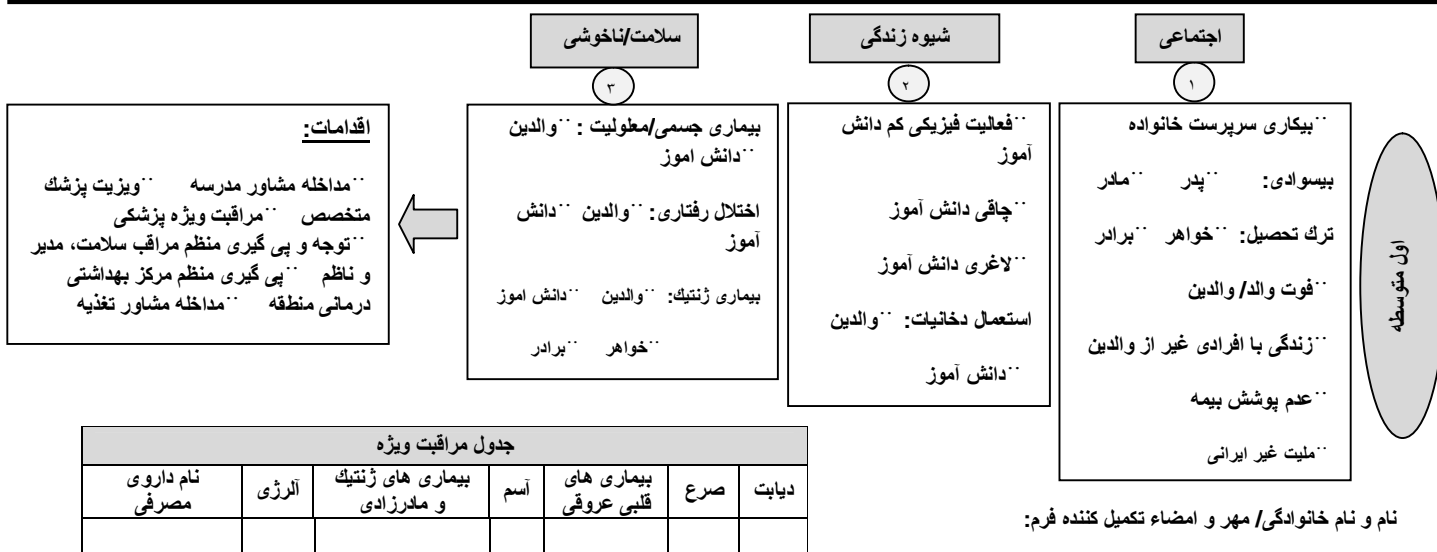 اجتماعی
۱
¨بیکاری سرپرست خانواده
بیسوادی: ¨پدر ¨مادر
ترك تحصیل: ¨خواهر ¨برادر
¨فوت والد/ والدین
¨زندگی با افرادی غیر از والدین
¨عدم پوشش بیمه
¨ملیت غیر ایرانی
اول متوسطه
شیوه زندگی
۲
¨فعالیت فیزیکی کم دانش
آموز
¨چاقی دانش آموز
¨لاغری دانش آموز
استعمال دخانیات: ¨والدین
¨دانش آموز
سلامت/ناخوشی
۳
بیماری جسمی/معلولیت : ¨والدین
¨دانش اموز
اختلال رفتاری: ¨والدین ¨دانش
آموز
بیماری ژنتیك: ¨والدین ¨دانش اموز
¨خواهر ¨برادر
اقدامات:
¨مداخله مشاور مدرسه ¨ویزیت پزشك
متخصص ¨مراقبت ویژه پزشکی
¨توجه و پی گیری منظم مراقب سلامت، مدیر
و ناظم ¨پی گیری منظم مرکز بهداشتی
درمانی منطقه ¨مداخله مشاور تغذیه
جدول مراقبت ویژه
دیابت
صرع
بیماری های
قلبی عروقی
آسم
بیماری های ژنتیك
و مادرزادی
آلرژی
نام داروی
مصرفی
نام و نام خانوادگی/ مهر و امضاء تکمیل کننده فرم: